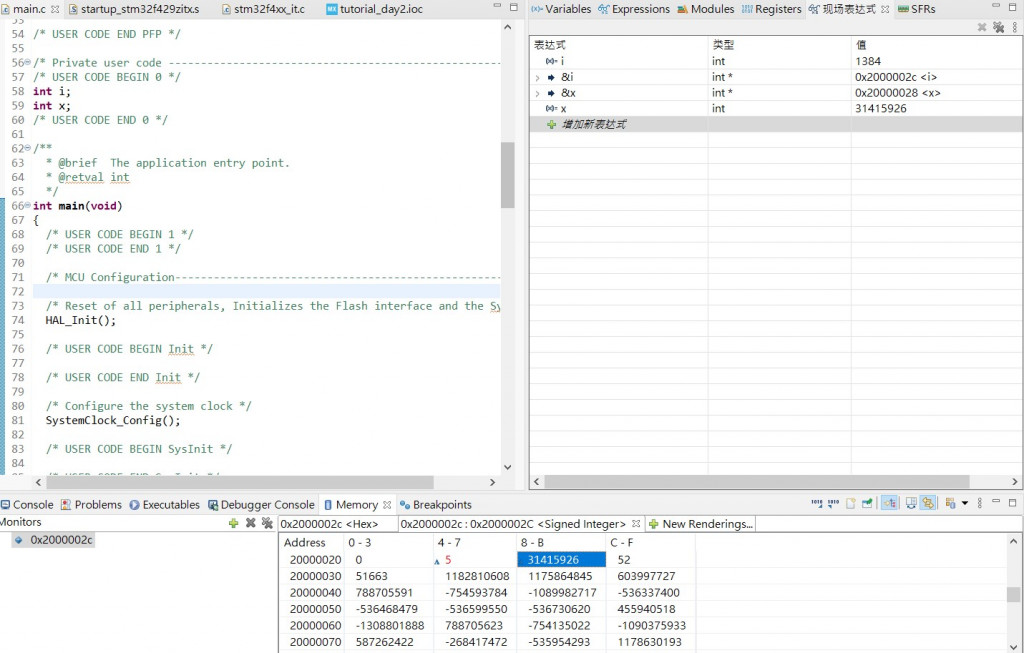 main.c startup_stm32f429zitx.s stm32f4xx_it.c tutorial_day2.ioc
53
54 /* USER CODE END PFP */
55
56 /* Private user code ----------------------------------------------------
57 /* USER CODE BEGIN 0 */
58 int i;
59 int x;
60 /* USER CODE END 0 */
61
62 /**
63 * @brief The application entry point.
64 * @retval int
65 */
66 int main(void)
67 {
68 /* USER CODE BEGIN 1 */
69 /* USER CODE END 1 */
70
71 /* MCU Configuration----------------------------------------------------
72
73 /* Reset of all peripherals, Initializes the Flash interface and the Sy
74 HAL_Init();
75
76 /* USER CODE BEGIN Init */
77
78 /* USER CODE END Init */
79
80 /* Configure the system clock */
81 SystemClock_Config();
82
83 /* USER CODE BEGIN SysInit */
84
Variables Expressions Modules Registers 现场表达式 SFRs
表达式 类型 值
i int 1384
&i int * 0x2000002c <i>
&x int * 0x20000028 <x>
x int 31415926
增加新表达式
Console Problems Executables Debugger Console Memory Breakpoints
Monitors
0x2000002c
0x2000002c <Hex> 0x2000002c : 0x2000002C <Signed Integer> New Renderings...
Address 0 - 3 4 - 7 8 - B C - F
20000020 0 5 31415926 52
20000030 51663 1182810608 1175864845 603997727
20000040 788705591 -754593784 -1089982717 -536337400
20000050 -536468479 -536599550 -536730620 455940518
20000060 -1308801888 788705623 -754135022 -1090375933
20000070 587262422 -268417472 -535954293 1178630193